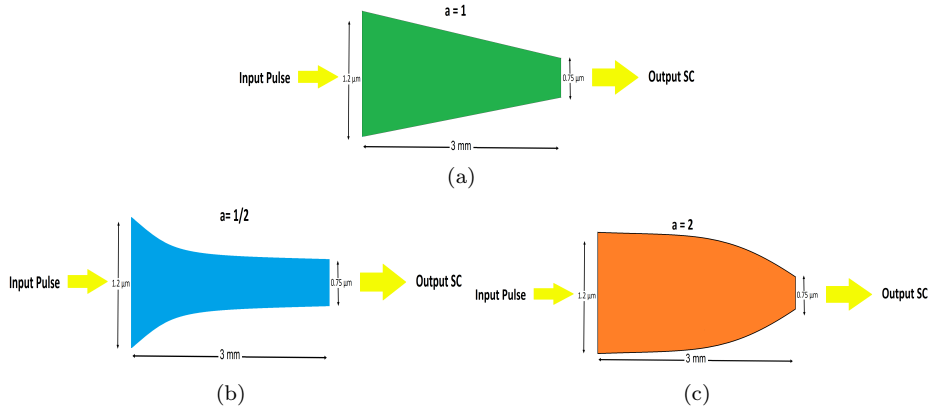 a = 1
Input Pulse
1.2 µm
0.75 µm
Output SC
3 mm
(a)
a= 1/2
Input Pulse
1.2 µm
0.75 µm
Output SC
3 mm
(b)
a = 2
Input Pulse
1.2 µm
0.75 µm
Output SC
3 mm
(c)